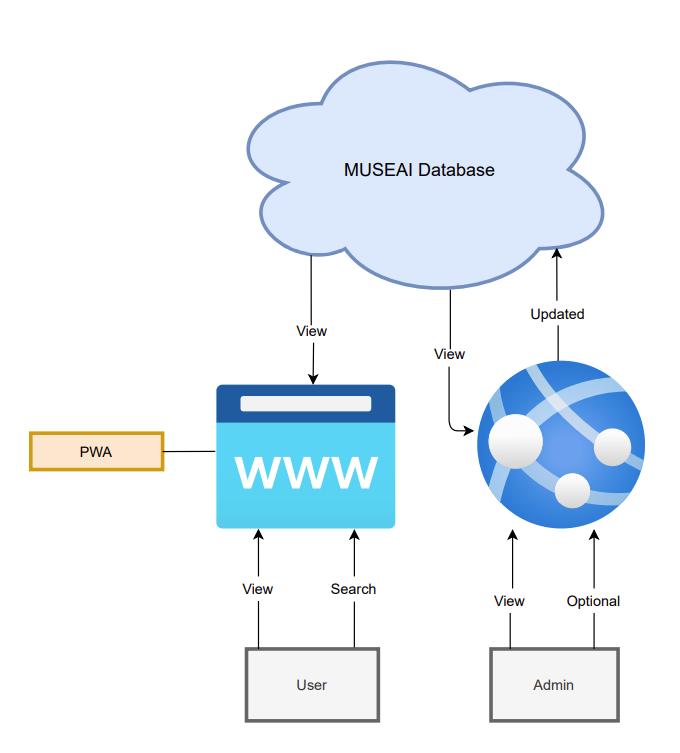 MUSEAI Database
Updated
View
View
PWA
www
View
Search
View
Optional
User
Admin